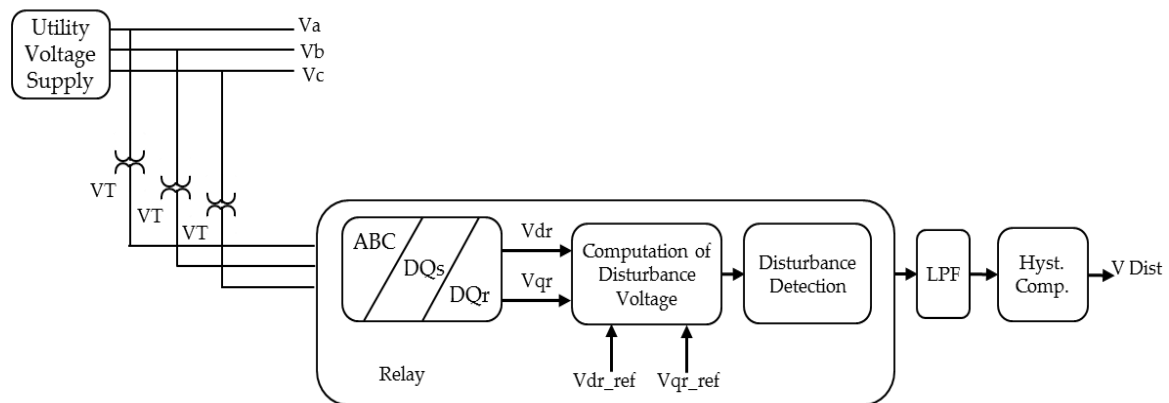 Utility
Voltage
Supply
Va
Vb
Vc
VT
VT
VT
ABC
DQs
DQr
Vdr
Vqr
Computation of
Disturbance
Voltage
Disturbance
Detection
LPF
Hyst.
Comp.
V Dist
Relay
Vdr_ref
Vqr_ref